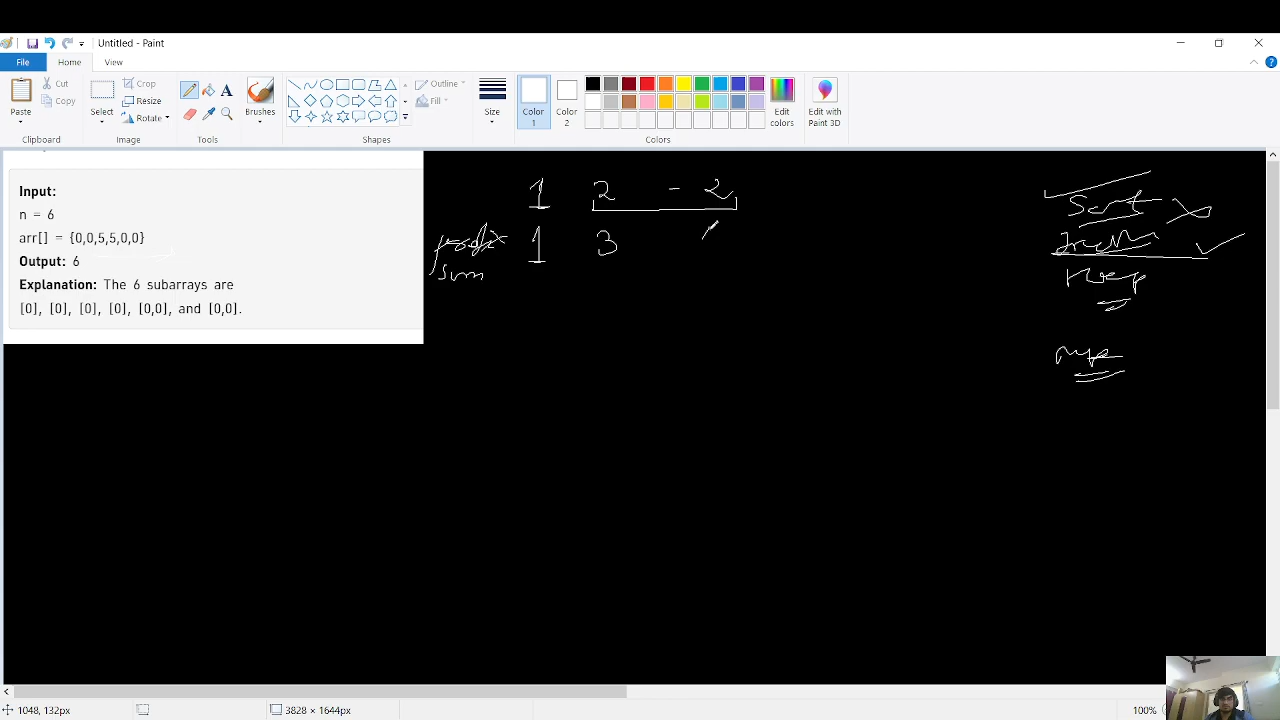 Untitled - Paint
File Home View
Cut Crop Outline
Copy Resize Fill
Paste Select Rotate Brushes Size Color 1 Color 2 Edit colors Edit with Paint 3D
Clipboard Image Tools Shapes Colors
Input:
n = 6
arr[] = {0,0,5,5,0,0}
Output: 6
Explanation: The 6 subarrays are
[0], [0], [0], [0], [0,0], and [0,0].
1 2 - 2
prefix 1 3
sum
Sort
map
1048, 132px 3828 × 1644px 100%